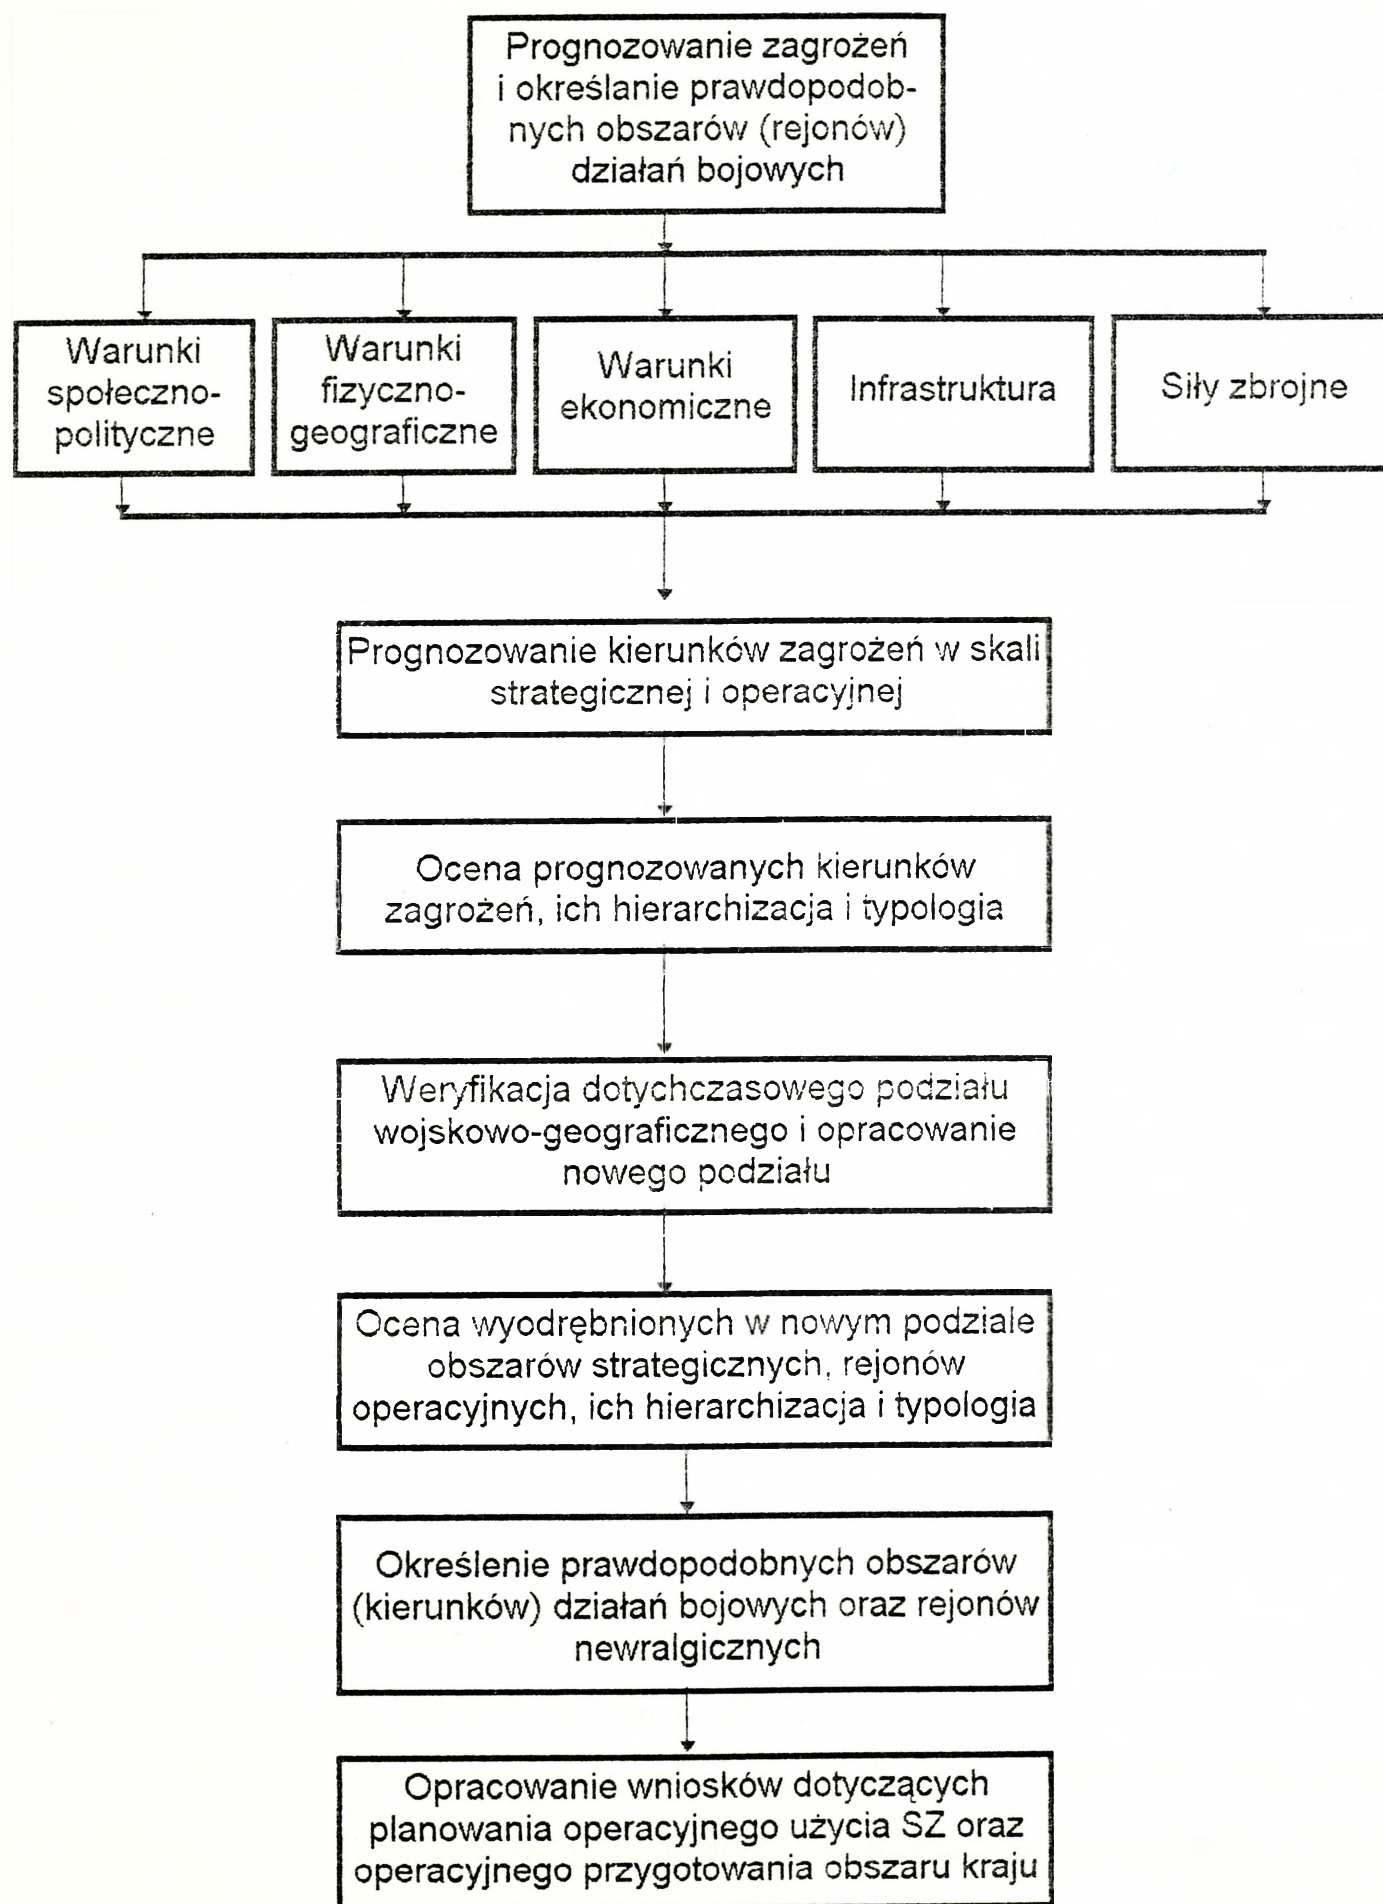 Prognozowanie zagrożeń
i określanie prawdopodob-
nych obszarów (rejonów)
działań bojowych
Warunki
społeczno-
polityczne
Warunki
fizyczno-
geograficzne
Warunki
ekonomiczne
Infrastruktura
Siły zbrojne
Prognozowanie kierunków zagrożeń w skali
strategicznej i operacyjnej
Ocena prognozowanych kierunków
zagrożeń, ich hierarchizacja i typologia
Weryfikacja dotychczasowego podziału
wojskowo-geograficznego i opracowanie
nowego podziału
Ocena wyodrębnionych w nowym podziale
obszarów strategicznych, rejonów
operacyjnych, ich hierarchizacja i typologia
Określenie prawdopodobnych obszarów
(kierunków) działań bojowych oraz rejonów
newralgicznych
Opracowanie wniosków dotyczących
planowania operacyjnego użycia SZ oraz
operacyjnego przygotowania obszaru kraju